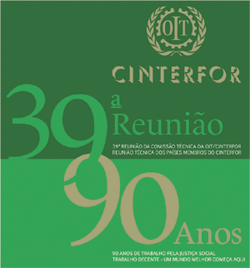 OIT
CINTERFOR
39ª Reunião
39ª REUNIÃO DA COMISSÃO TÉCNICA DA OIT/CINTERFOR
REUNIÃO TÉCNICA DOS PAÍSES MEMBROS DO CINTERFOR
90 Anos
90 ANOS DE TRABALHO PELA JUSTIÇA SOCIAL
TRABALHO DECENTE - UM MUNDO MELHOR COMEÇA AQUI